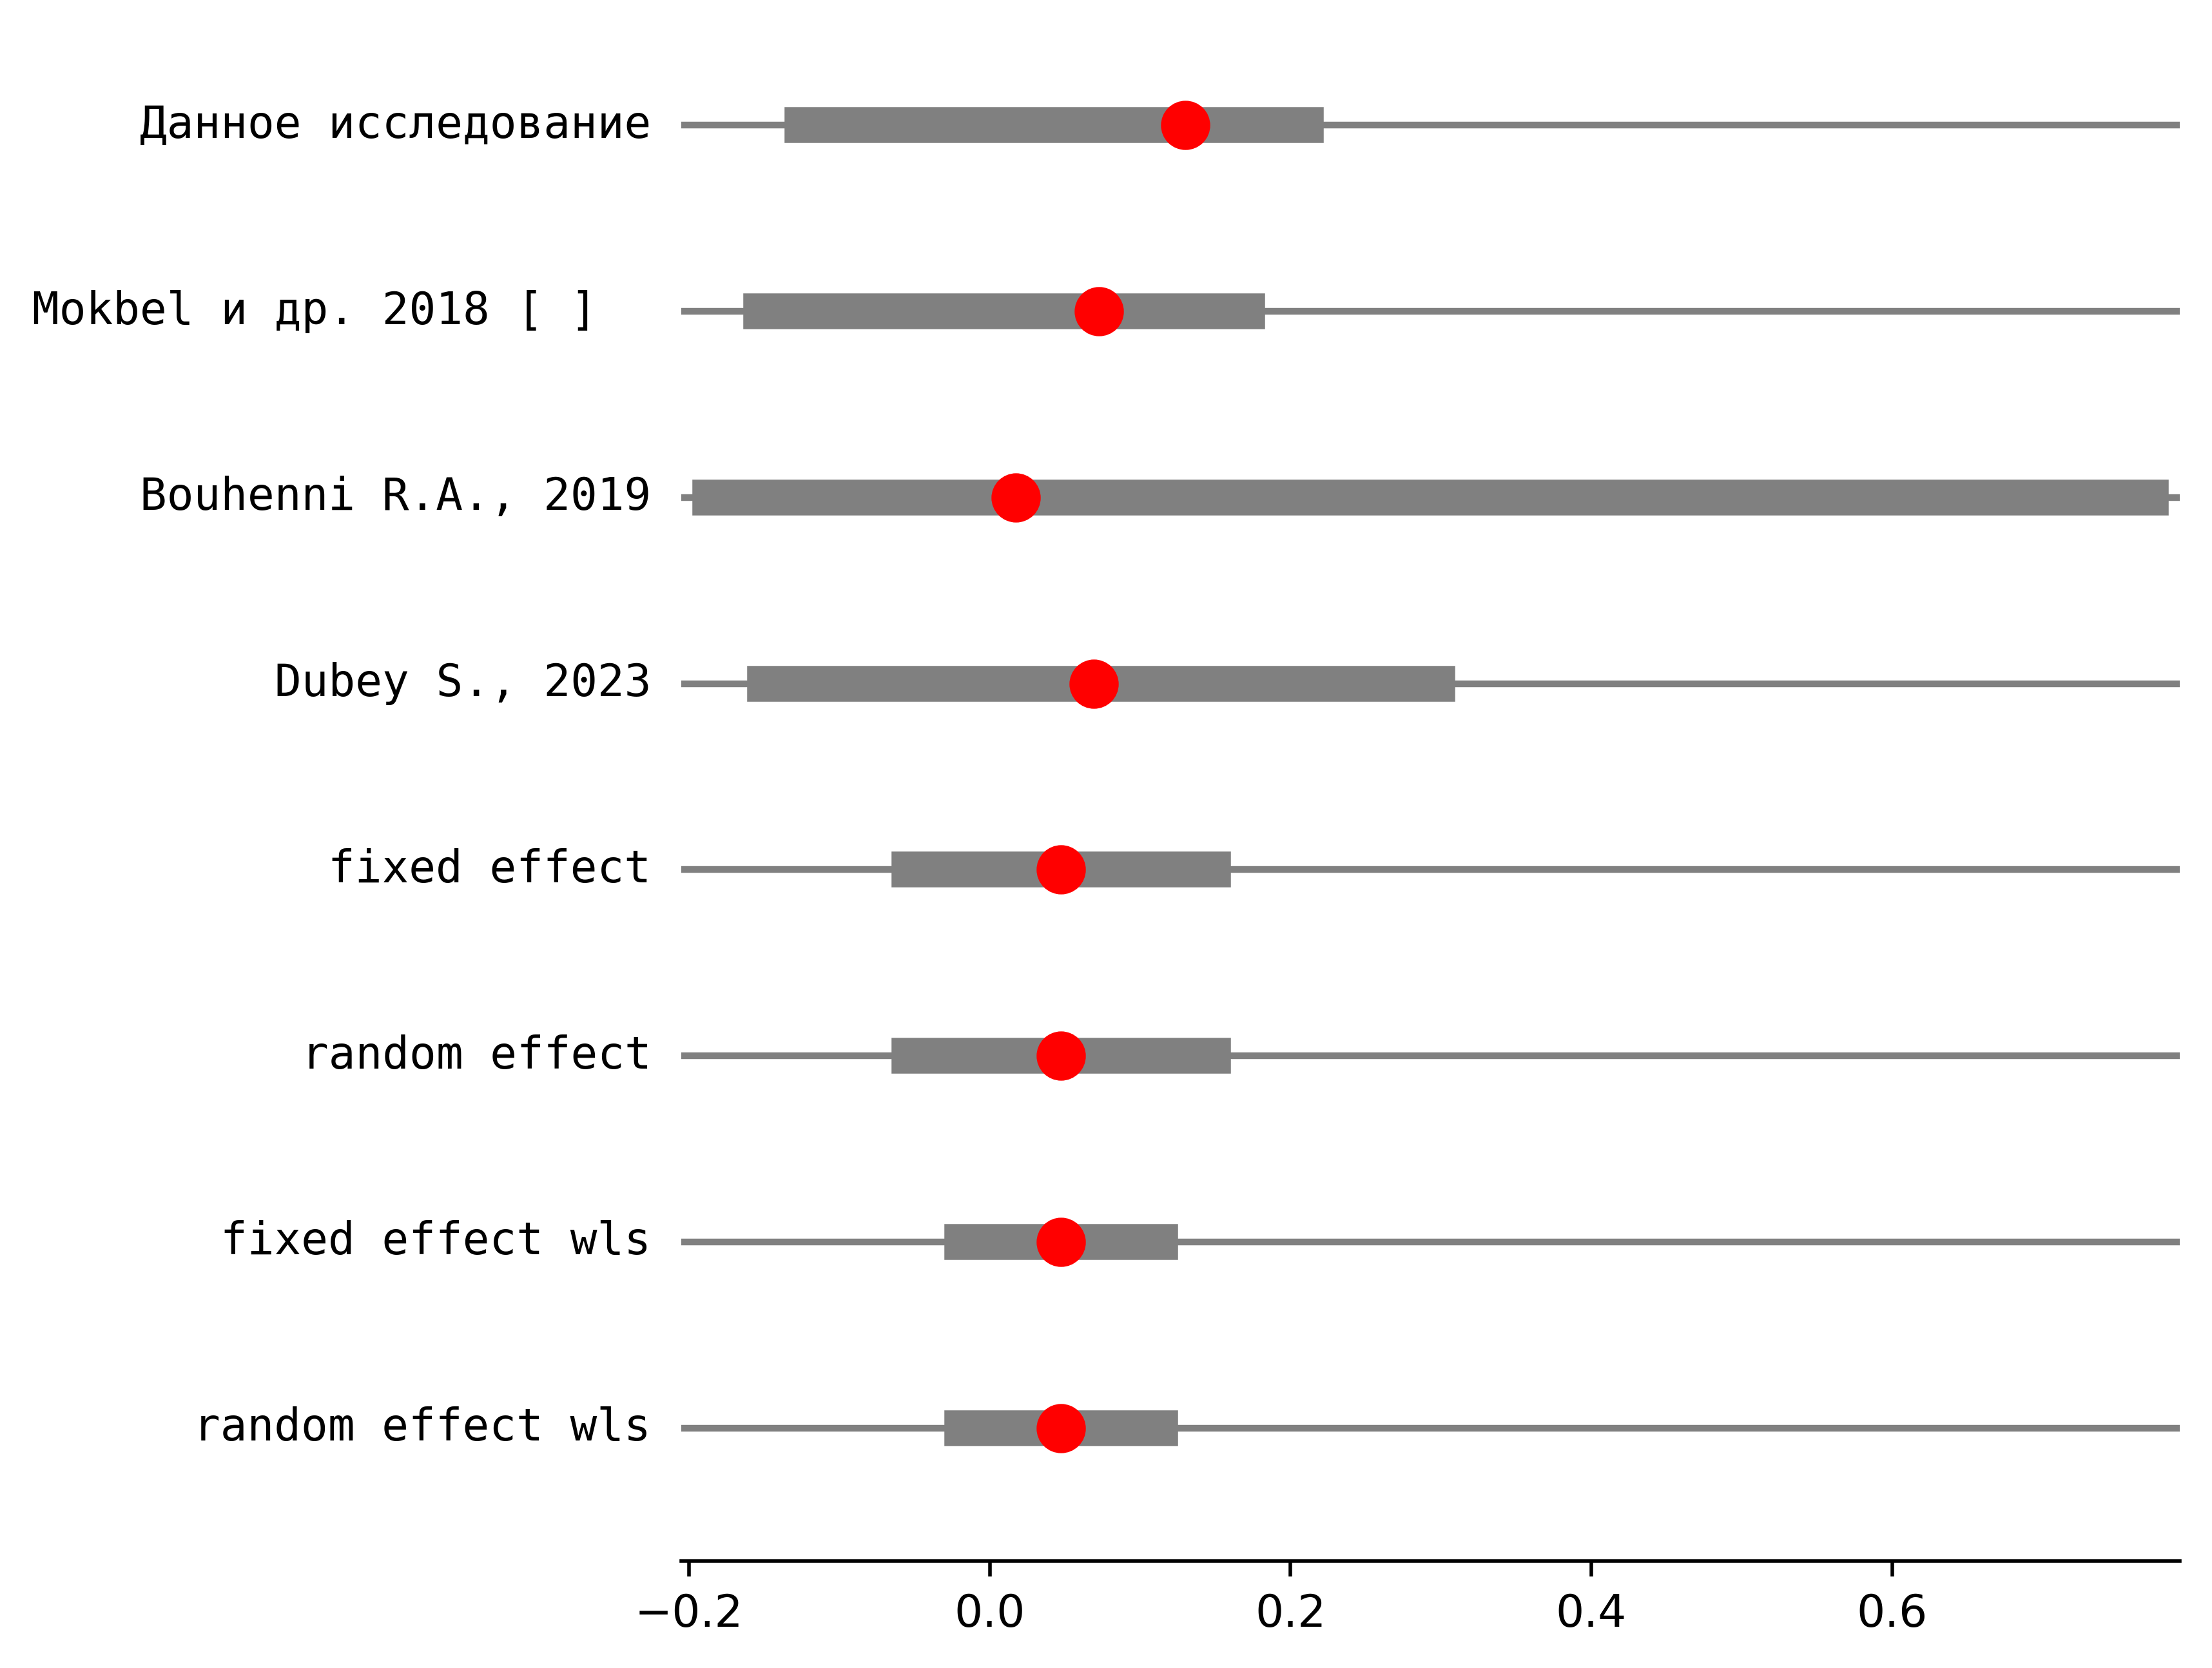 Данное исследование
Mokbel и др. 2018 [ ]
Bouhenni R.A., 2019
Dubey S., 2023
fixed effect
random effect
fixed effect wls
random effect wls
−0.2 0.0 0.2 0.4 0.6